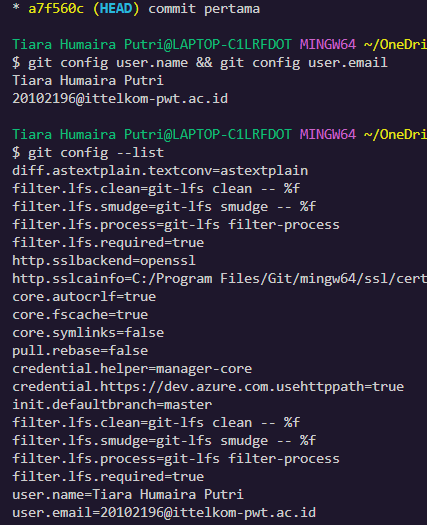 * a7f560c (HEAD) commit pertama
Tiara Humaira Putri@LAPTOP-C1LRFDOT MINGW64 ~/OneDri
$ git config user.name && git config user.email
Tiara Humaira Putri
20102196@ittelkom-pwt.ac.id
Tiara Humaira Putri@LAPTOP-C1LRFDOT MINGW64 ~/OneDri
$ git config --list
diff.astextplain.textconv=astextplain
filter.lfs.clean=git-lfs clean -- %f
filter.lfs.smudge=git-lfs smudge -- %f
filter.lfs.process=git-lfs filter-process
filter.lfs.required=true
http.sslbackend=openssl
http.sslcainfo=C:/Program Files/Git/mingw64/ssl/cert
core.autocrlf=true
core.fscache=true
core.symlinks=false
pull.rebase=false
credential.helper=manager-core
credential.https://dev.azure.com.usehttppath=true
init.defaultbranch=master
filter.lfs.clean=git-lfs clean -- %f
filter.lfs.smudge=git-lfs smudge -- %f
filter.lfs.process=git-lfs filter-process
filter.lfs.required=true
user.name=Tiara Humaira Putri
user.email=20102196@ittelkom-pwt.ac.id